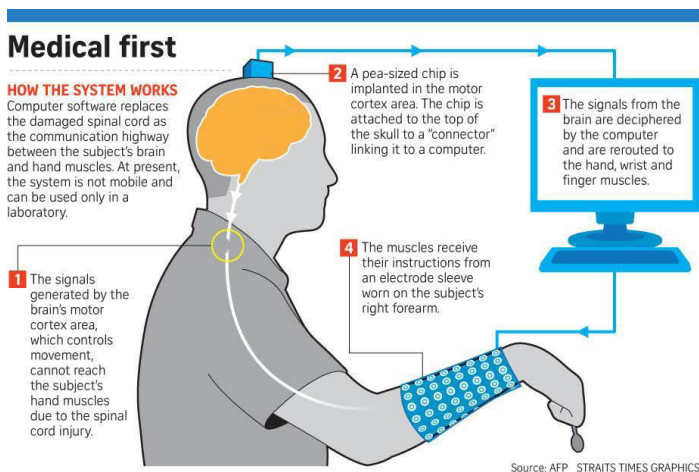 Medical first
HOW THE SYSTEM WORKS
Computer software replaces
the damaged spinal cord as
the communication highway
between the subject's brain
and hand muscles. At present,
the system is not mobile and
can be used only in a
laboratory.
1 The signals
generated by the
brain's motor
cortex area,
which controls
movement,
cannot reach
the subject's
hand muscles
due to the spinal
cord injury.
2 A pea-sized chip is
implanted in the motor
cortex area. The chip is
attached to the top of
the skull to a "connector"
linking it to a computer.
3 The signals from the
brain are deciphered
by the computer
and are rerouted to
the hand, wrist and
finger muscles.
4 The muscles receive
their instructions from
an electrode sleeve
worn on the subject's
right forearm.
Source: AFP STRAITS TIMES GRAPHICS